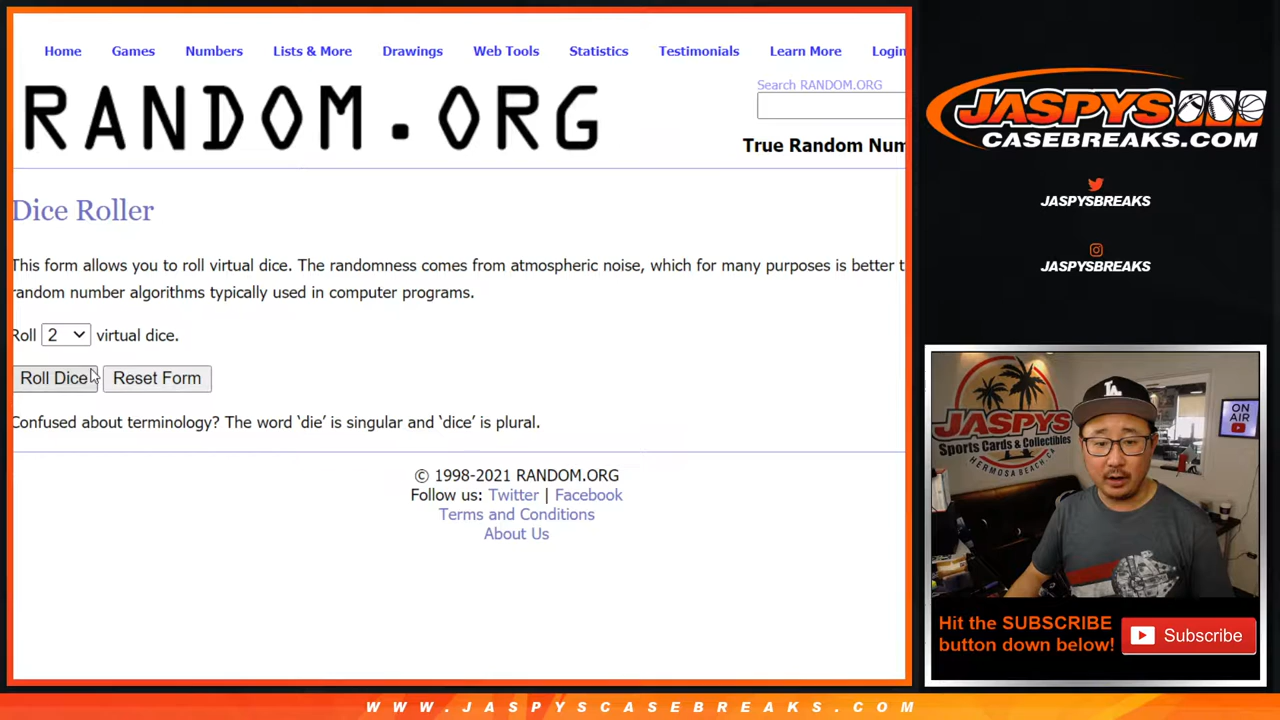 Home Games Numbers Lists & More Drawings Web Tools Statistics Testimonials Learn More Login
RANDOM.ORG
Search RANDOM.ORG
True Random Num
Dice Roller
This form allows you to roll virtual dice. The randomness comes from atmospheric noise, which for many purposes is better t
random number algorithms typically used in computer programs.
Roll 2 virtual dice.
Roll Dice Reset Form
Confused about terminology? The word ‘die’ is singular and ‘dice’ is plural.
© 1998-2021 RANDOM.ORG
Follow us: Twitter | Facebook
Terms and Conditions
About Us
JASPYS
CASEBREAKS.COM
JASPYSBREAKS
JASPYSBREAKS
JASPYS
Sports Cards & Collectibles
HERMOSA BEACH, CA
LA
ON
AIR
Hit the SUBSCRIBE
button down below!
Subscribe
WWW.JASPYSCASEBREAKS.COM